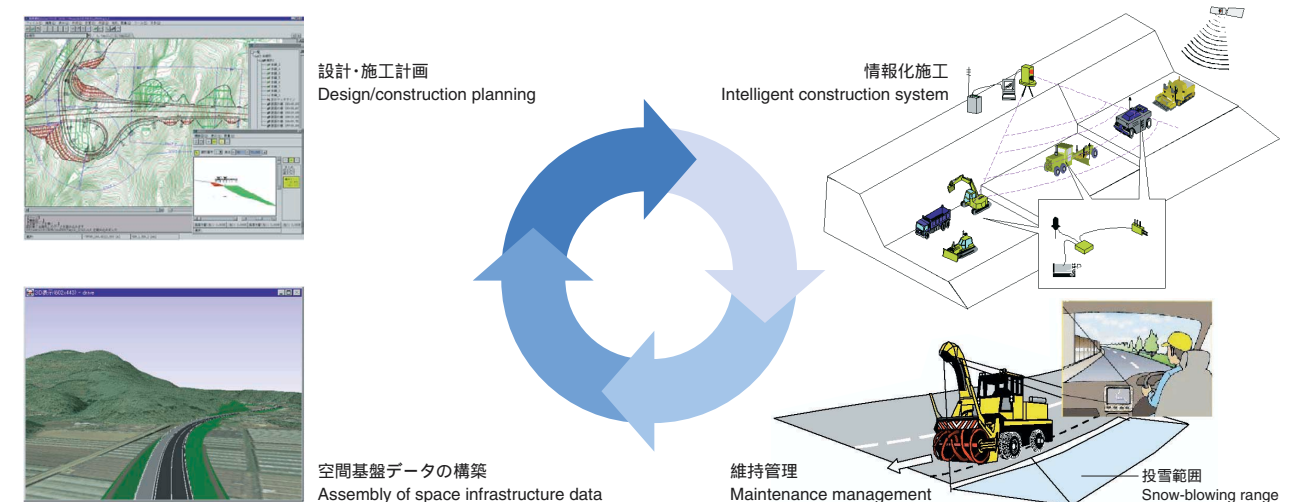 設計・施工計画
Design/construction planning
情報化施工
Intelligent construction system
空間基盤データの構築
Assembly of space infrastructure data
維持管理
Maintenance management
投雪範囲
Snow-blowing range